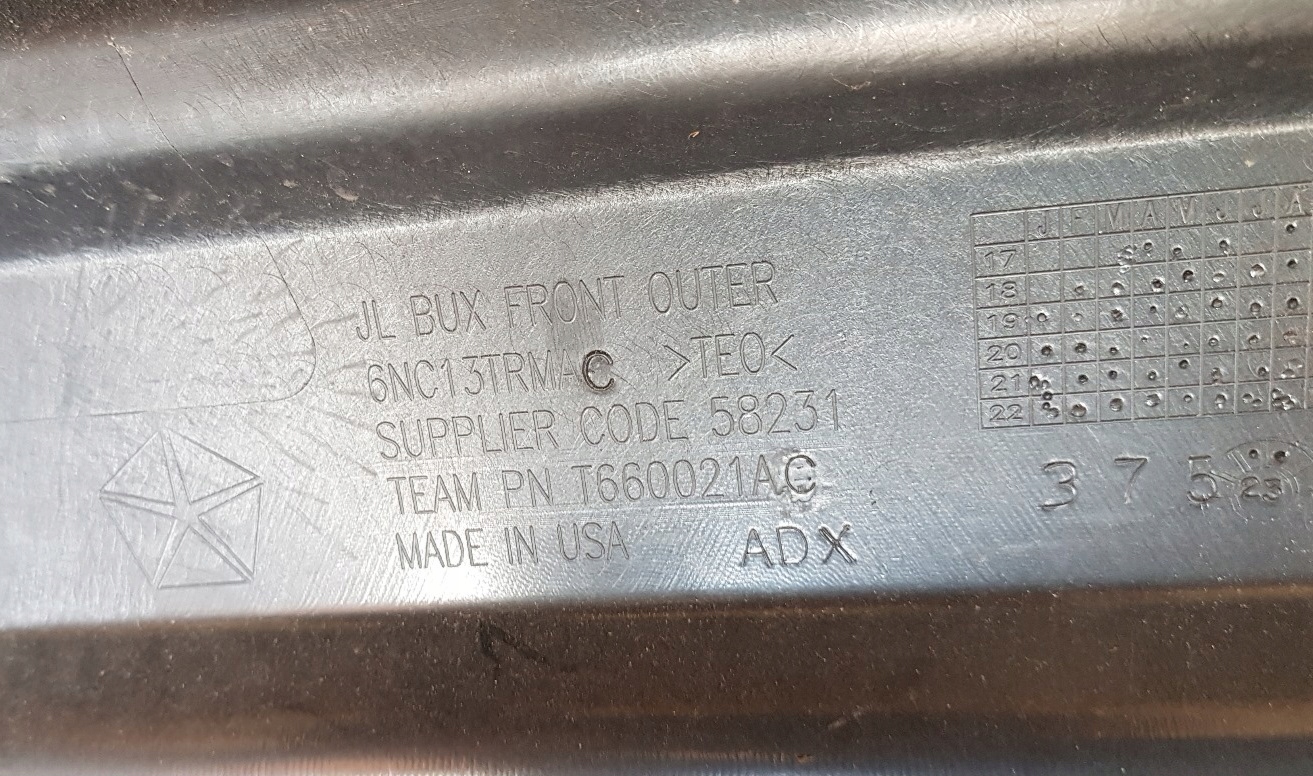 JL BUX FRONT OUTER
6NC13TRMAC >TEO<
SUPPLIER CODE 58231
TEAM PN T660021AC
MADE IN USA ADX
J F M A M J J A
17
18
19
20
21
22
3 7 5 23